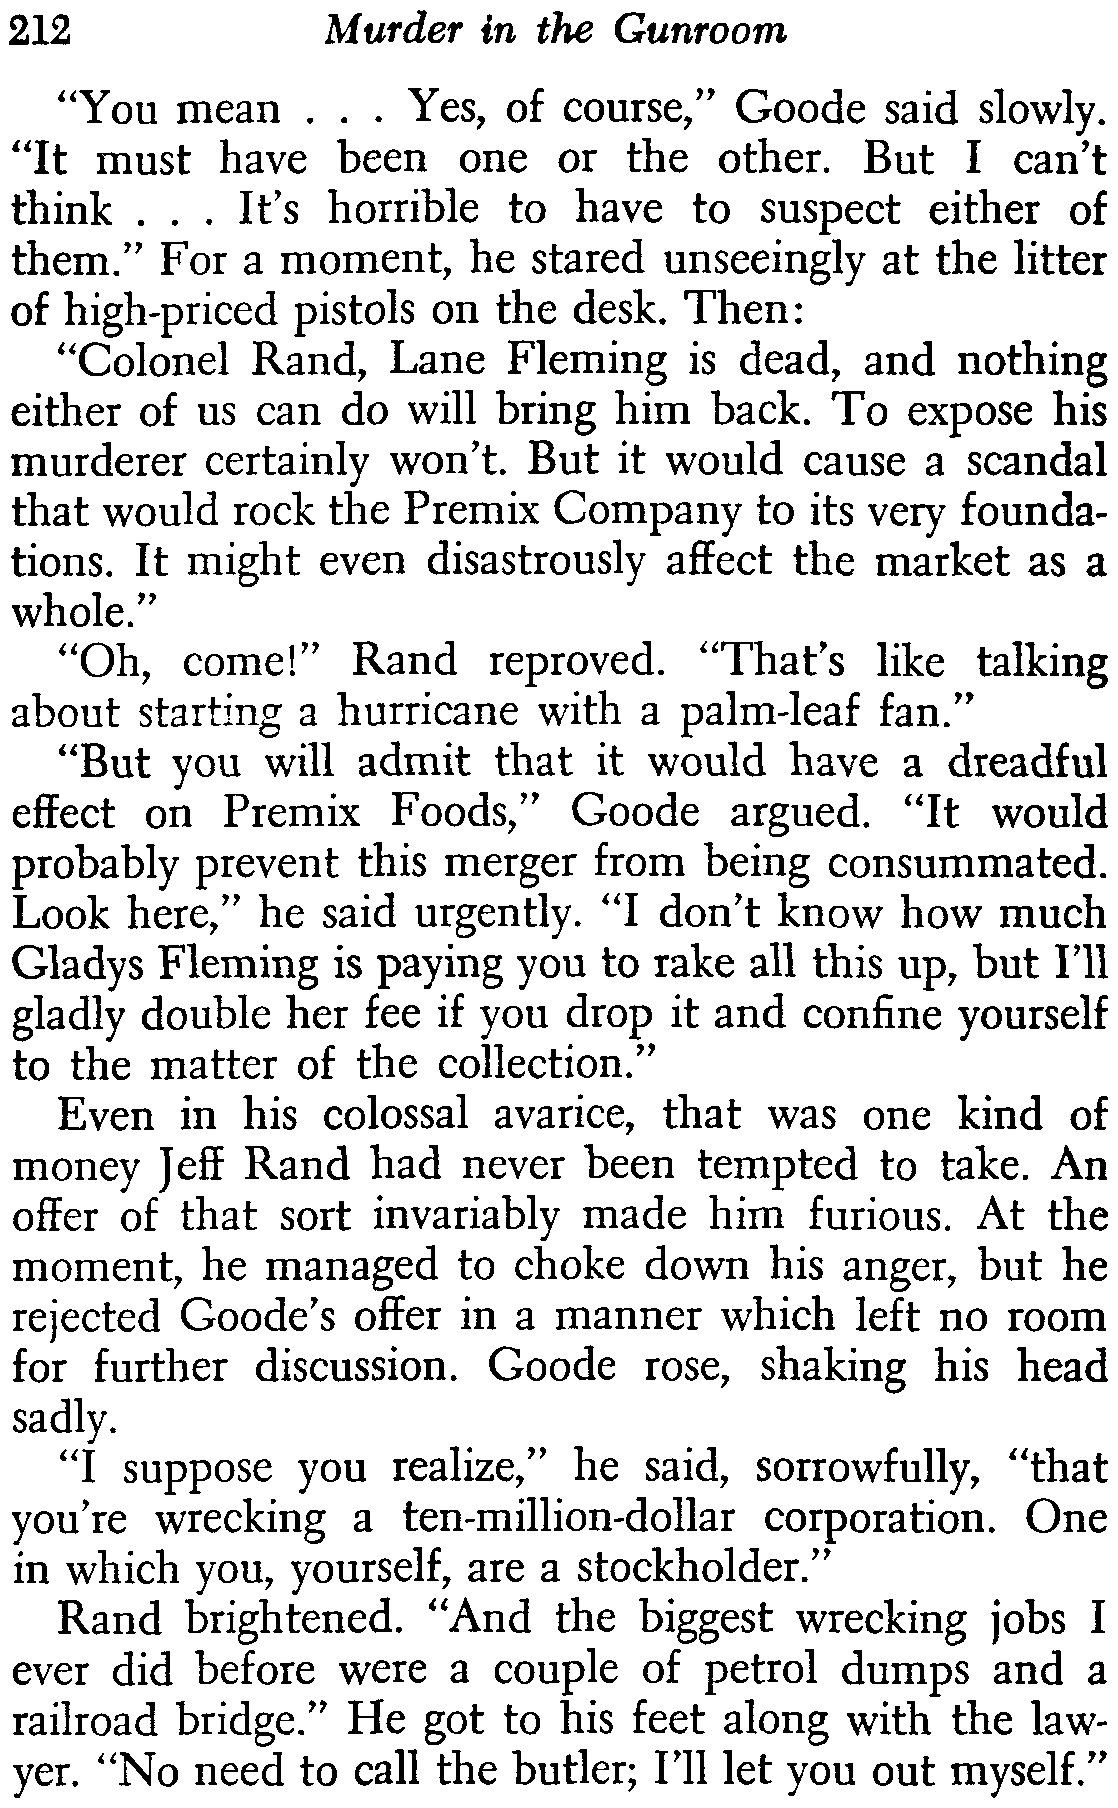 212 Murder in the Gunroom
“You mean . . . Yes, of course,” Goode said slowly.
“It must have been one or the other. But I can't
think . . . It's horrible to have to suspect either of
them.” For a moment, he stared unseeingly at the litter
of high-priced pistols on the desk. Then:
“Colonel Rand, Lane Fleming is dead, and nothing
either of us can do will bring him back. To expose his
murderer certainly won't. But it would cause a scandal
that would rock the Premix Company to its very founda-
tions. It might even disastrously affect the market as a
whole.”
“Oh, come!” Rand reproved. “That's like talking
about starting a hurricane with a palm-leaf fan.”
“But you will admit that it would have a dreadful
effect on Premix Foods,” Goode argued. “It would
probably prevent this merger from being consummated.
Look here,” he said urgently. “I don't know how much
Gladys Fleming is paying you to rake all this up, but I'll
gladly double her fee if you drop it and confine yourself
to the matter of the collection.”
Even in his colossal avarice, that was one kind of
money Jeff Rand had never been tempted to take. An
offer of that sort invariably made him furious. At the
moment, he managed to choke down his anger, but he
rejected Goode's offer in a manner which left no room
for further discussion. Goode rose, shaking his head
sadly.
“I suppose you realize,” he said, sorrowfully, “that
you're wrecking a ten-million-dollar corporation. One
in which you, yourself, are a stockholder.”
Rand brightened. “And the biggest wrecking jobs I
ever did before were a couple of petrol dumps and a
railroad bridge.” He got to his feet along with the law-
yer. “No need to call the butler; I'll let you out myself.”